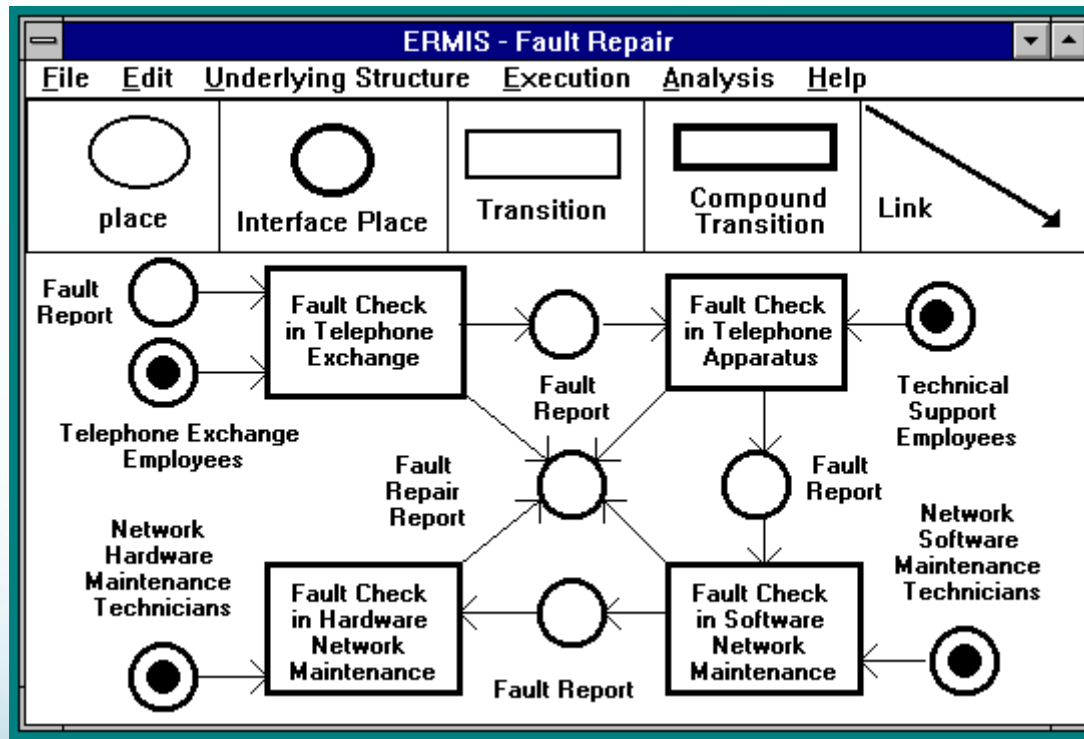 ERMIS - Fault Repair
File Edit Underlying Structure Execution Analysis Help
place
Interface Place
Transition
Compound
Transition
Link
Fault
Report
Fault Check
in Telephone
Exchange
Fault
Report
Fault Check
in Telephone
Apparatus
Technical
Support
Employees
Telephone Exchange
Employees
Fault
Repair
Report
Fault
Report
Network
Hardware
Maintenance
Technicians
Network
Software
Maintenance
Technicians
Fault Check
in Hardware
Network
Maintenance
Fault Report
Fault Check
in Software
Network
Maintenance